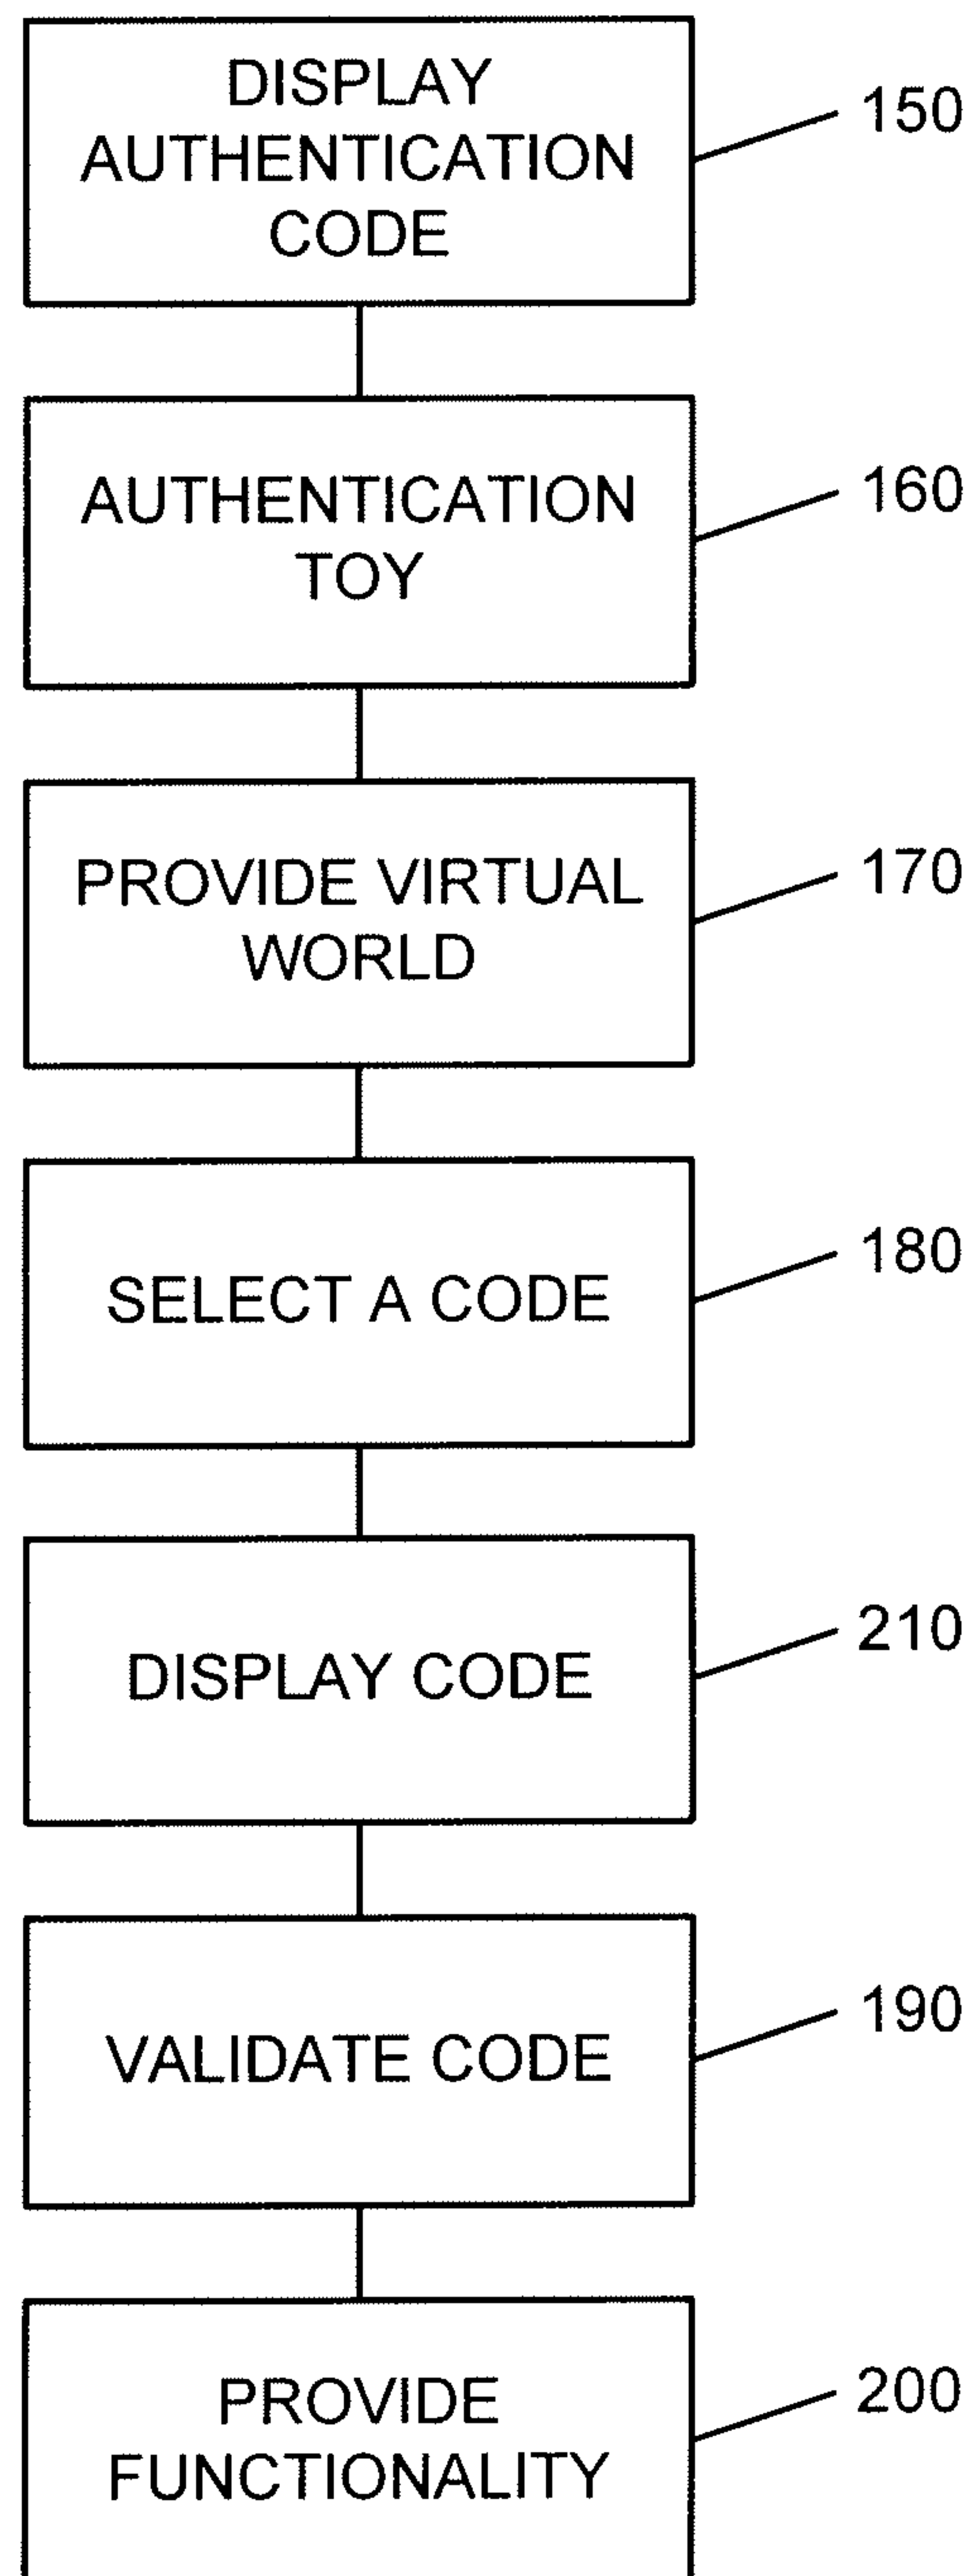 DISPLAY
AUTHENTICATION
CODE
150
AUTHENTICATION
TOY
160
PROVIDE VIRTUAL
WORLD
170
SELECT A CODE
180
DISPLAY CODE
210
VALIDATE CODE
190
PROVIDE
FUNCTIONALITY
200